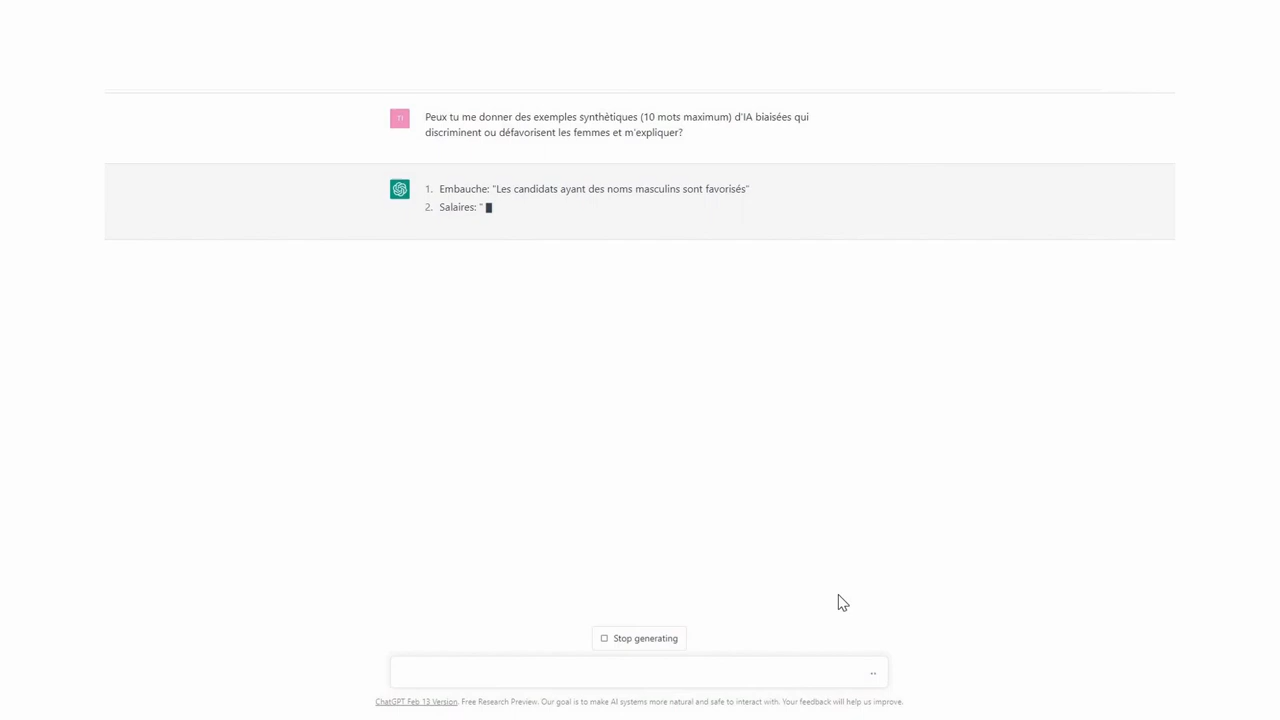 TI
Peux tu me donner des exemples synthétiques (10 mots maximum) d'IA biaisées qui
discriminent ou défavorisent les femmes et m'expliquer?
1. Embauche: "Les candidats ayant des noms masculins sont favorisés"
2. Salaires: "
Stop generating
ChatGPT Feb 13 Version. Free Research Preview. Our goal is to make AI systems more natural and safe to interact with. Your feedback will help us improve.